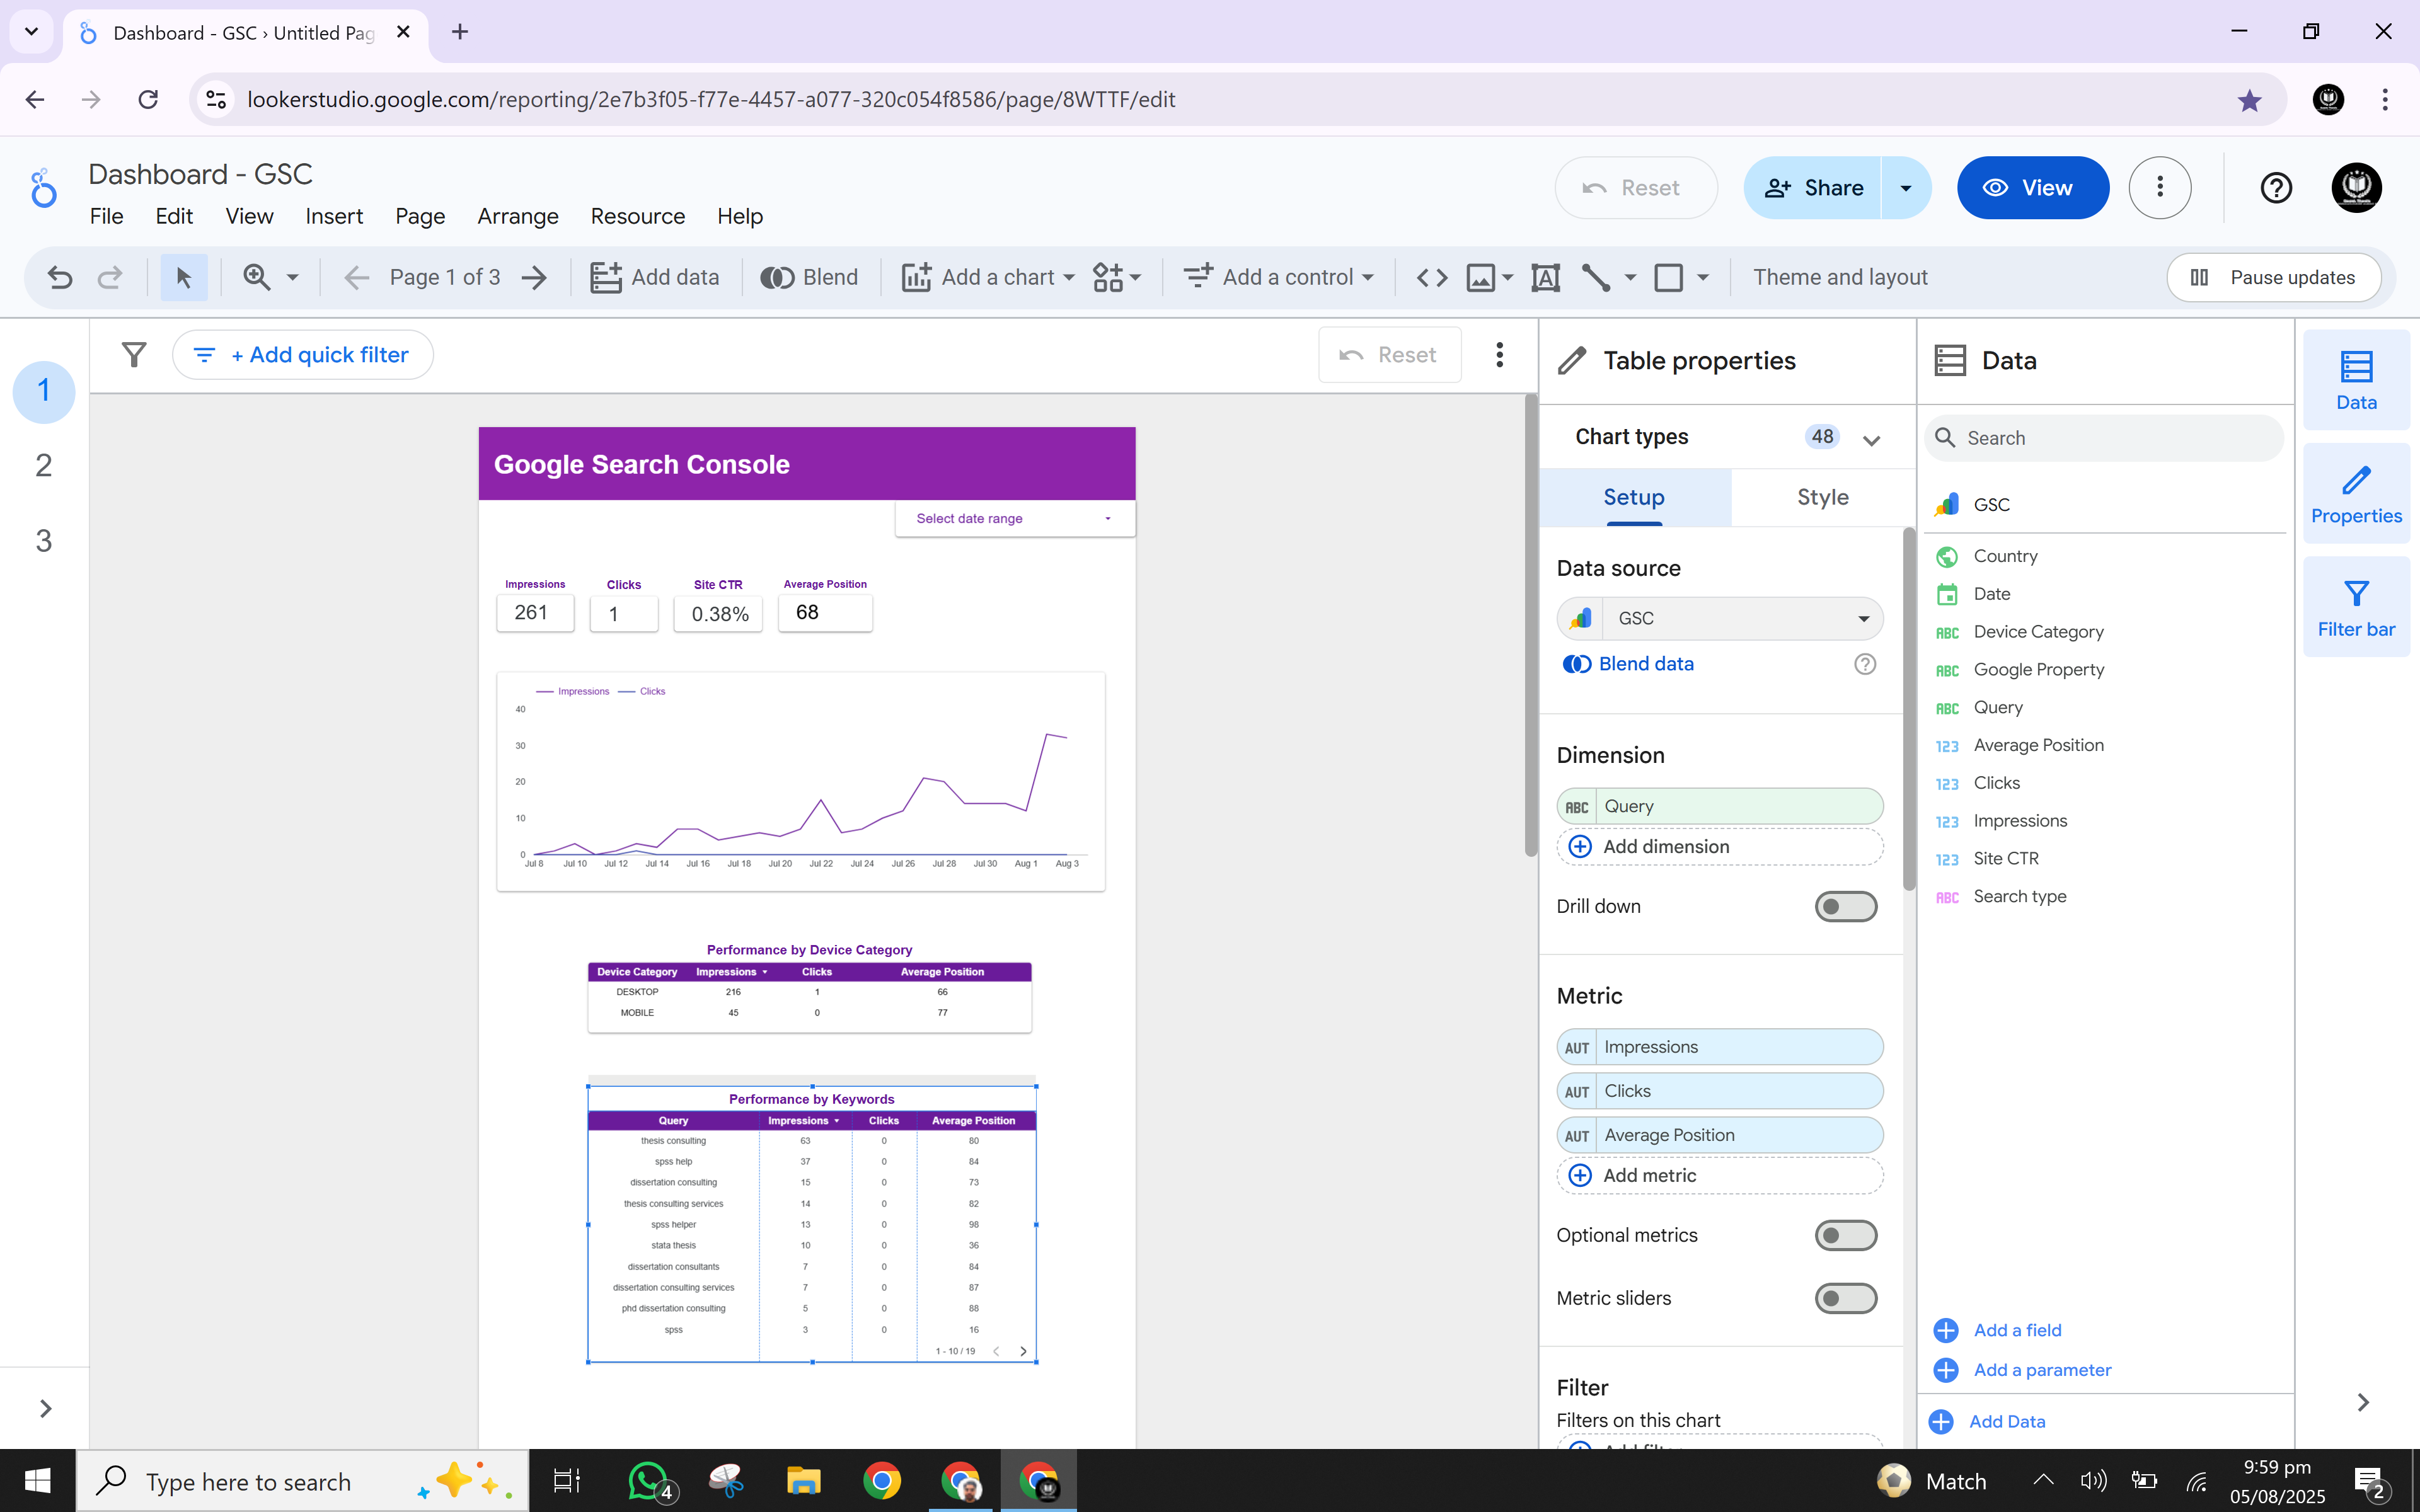 Dashboard - GSC › Untitled Pag
lookerstudio.google.com/reporting/2e7b3f05-f77e-4457-a077-320c054f8586/page/8WTTF/edit
Dashboard - GSC
Reset
Share
View
File Edit View Insert Page Arrange Resource Help
Page 1 of 3
Add data
Blend
Add a chart
Add a control
Theme and layout
Pause updates
1
2
3
+ Add quick filter
Reset
Google Search Console
Select date range
Impressions Clicks Site CTR Average Position
261 1 0.38% 68
Impressions Clicks
40
30
20
10
0
Jul 8 Jul 10 Jul 12 Jul 14 Jul 16 Jul 18 Jul 20 Jul 22 Jul 24 Jul 26 Jul 28 Jul 30 Aug 1 Aug 3
Performance by Device Category
Device Category Impressions Clicks Average Position
DESKTOP 216 1 66
MOBILE 45 0 77
Performance by Keywords
Query Impressions Clicks Average Position
thesis consulting 63 0 80
spss help 37 0 84
dissertation consulting 15 0 73
thesis consulting services 14 0 82
spss helper 13 0 98
stata thesis 10 0 36
dissertation consultants 7 0 84
dissertation consulting services 7 0 87
phd dissertation consulting 5 0 88
spss 3 0 16
1 - 10 / 19
Table properties
Chart types 48
Setup Style
Data source
GSC
Blend data
Dimension
ABC Query
Add dimension
Drill down
Metric
AUT Impressions
AUT Clicks
AUT Average Position
Add metric
Optional metrics
Metric sliders
Filter
Filters on this chart
Data
Search
GSC
Country
Date
ABC Device Category
ABC Google Property
ABC Query
123 Average Position
123 Clicks
123 Impressions
123 Site CTR
ABC Search type
Add a field
Add a parameter
Add Data
Data
Properties
Filter bar
Type here to search
4
Match
9:59 pm
05/08/2025
2